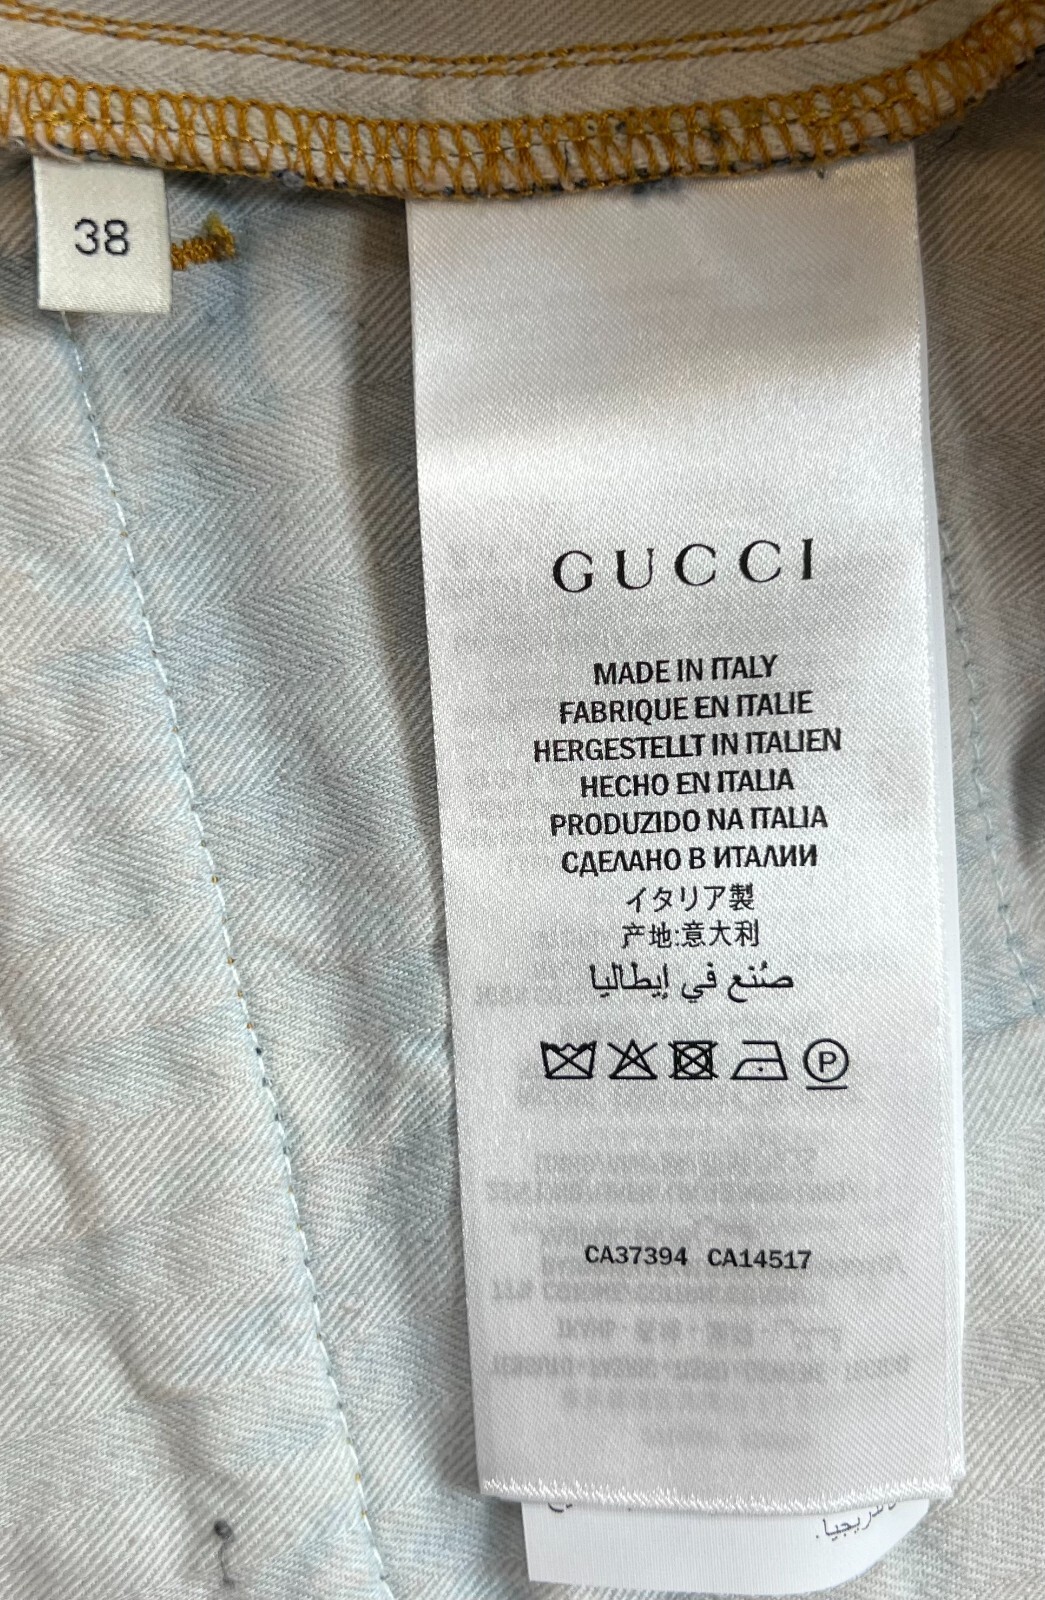 38
GUCCI
MADE IN ITALY
FABRIQUE EN ITALIE
HERGESTELLT IN ITALIEN
HECHO EN ITALIA
PRODUZIDO NA ITALIA
СДЕЛАНО В ИТАЛИИ
イタリア製
产地:意大利
صُنع في إيطاليا
P
CA37394 CA14517